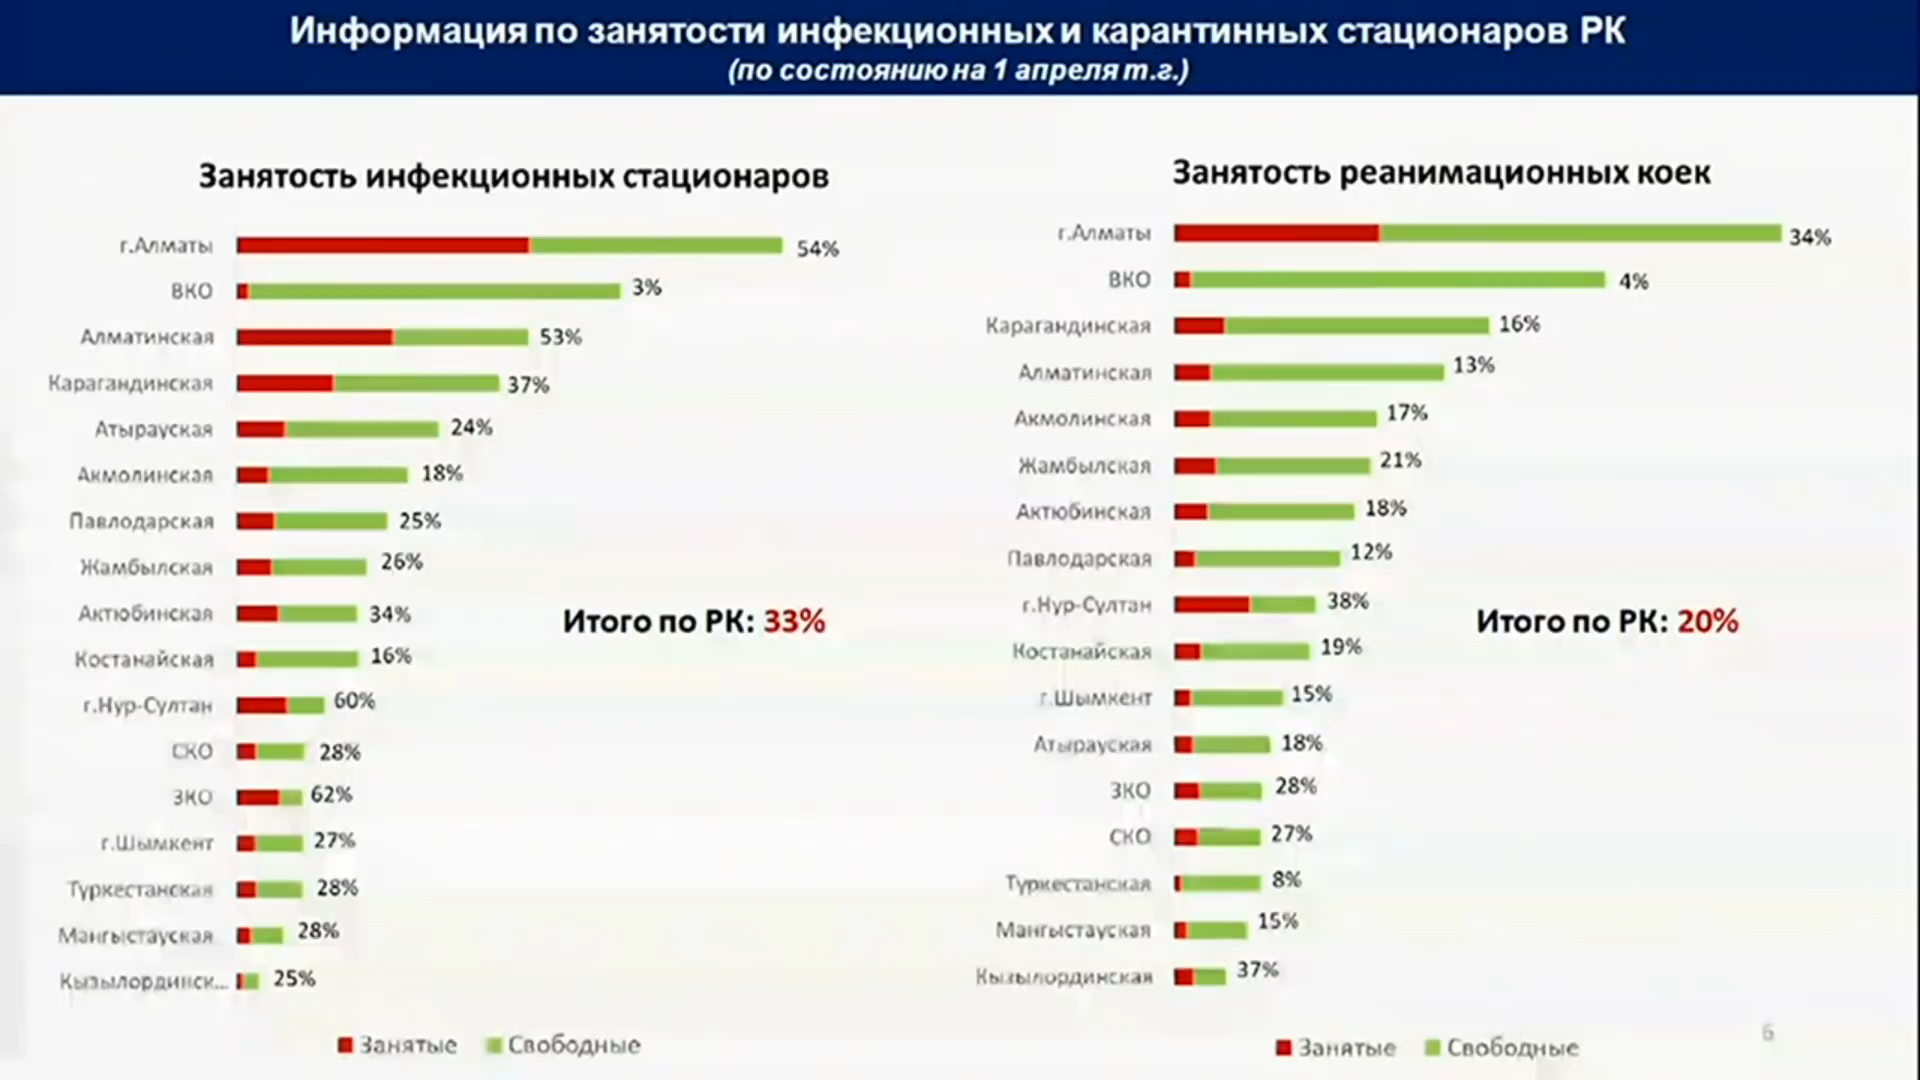 Информация по занятости инфекционных и карантинных стационаров РК
(по состоянию на 1 апреля т.г.)
Занятость инфекционных стационаров
г.Алматы 54%
ВКО 3%
Алматинская 53%
Карагандинская 37%
Атырауская 24%
Акмолинская 18%
Павлодарская 25%
Жамбылская 26%
Актюбинская 34%
Костанайская 16%
г.Нур-Султан 60%
СКО 28%
ЗКО 62%
г.Шымкент 27%
Туркестанская 28%
Мангыстауская 28%
Кызылординск... 25%
Итого по РК: 33%
Занятые Свободные
Занятость реанимационных коек
г.Алматы 34%
ВКО 4%
Карагандинская 16%
Алматинская 13%
Акмолинская 17%
Жамбылская 21%
Актюбинская 18%
Павлодарская 12%
г.Нур-Султан 38%
Костанайская 19%
г.Шымкент 15%
Атырауская 18%
ЗКО 28%
СКО 27%
Туркестанская 8%
Мангыстауская 15%
Кызылординская 37%
Итого по РК: 20%
Занятые Свободные
6